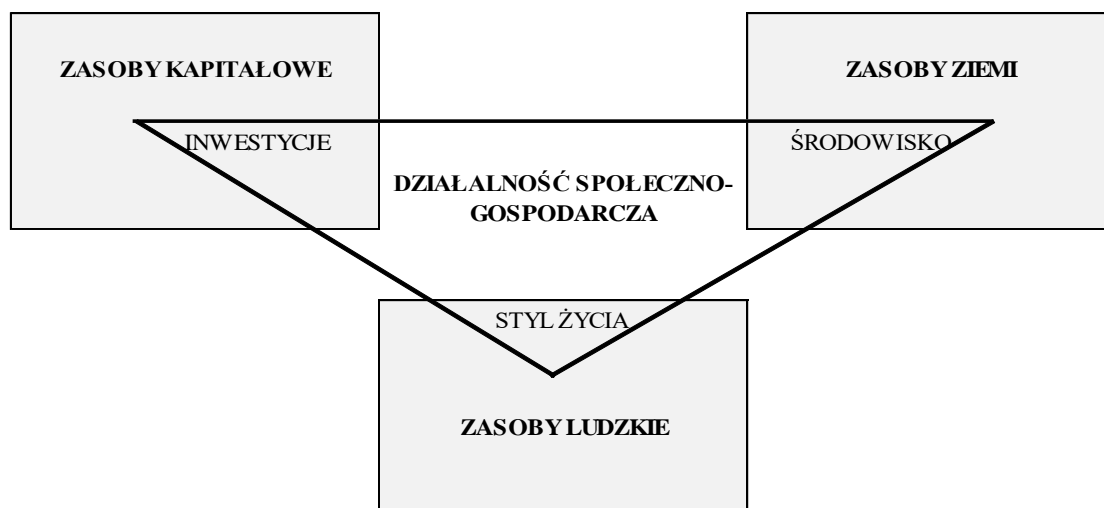 ZASOBY KAPITAŁOWE
ZASOBY ZIEMI
INWESTYCJE
ŚRODOWISKO
DZIAŁALNOŚĆ SPOŁECZNO-
GOSPODARCZA
STYL ŻYCIA
ZASOBY LUDZKIE